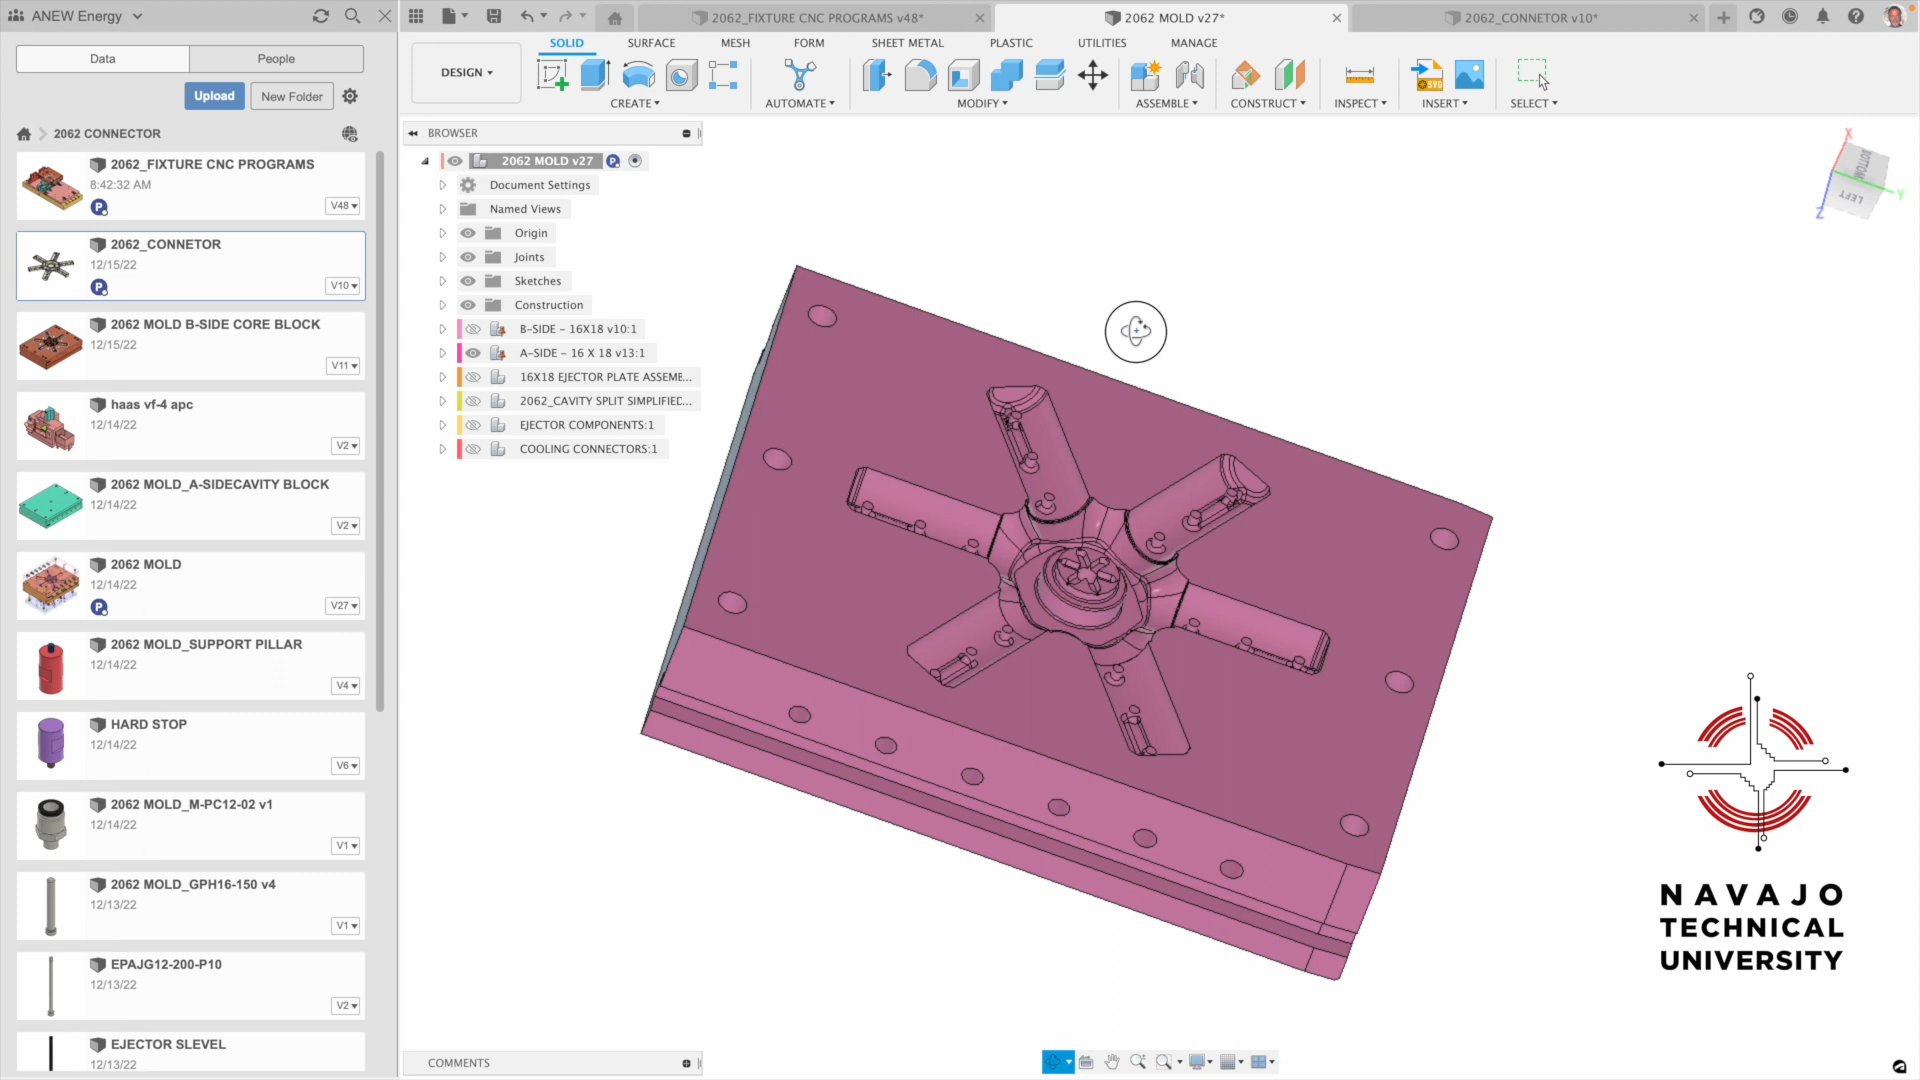 ANEW Energy
2062_FIXTURE CNC PROGRAMS v48*
2062 MOLD v27*
2062_CONNETOR v10*
Data
People
Upload
New Folder
2062 CONNECTOR
2062_FIXTURE CNC PROGRAMS
8:42:32 AM
P
V48
2062_CONNETOR
12/15/22
P
V10
2062 MOLD B-SIDE CORE BLOCK
12/15/22
V11
haas vf-4 apc
12/14/22
V2
2062 MOLD_A-SIDECAVITY BLOCK
12/14/22
V2
2062 MOLD
12/14/22
P
V27
2062 MOLD_SUPPORT PILLAR
12/14/22
V4
HARD STOP
12/14/22
V6
2062 MOLD_M-PC12-02 v1
12/14/22
V1
2062 MOLD_GPH16-150 v4
12/13/22
V1
EPAJG12-200-P10
12/13/22
V2
EJECTOR SLEVEL
12/13/22
DESIGN
SOLID
SURFACE
MESH
FORM
SHEET METAL
PLASTIC
UTILITIES
MANAGE
SVG
CREATE
AUTOMATE
MODIFY
ASSEMBLE
CONSTRUCT
INSPECT
INSERT
SELECT
BROWSER
2062 MOLD v27
P
Document Settings
Named Views
Origin
Joints
Sketches
Construction
B-SIDE - 16X18 v10:1
A-SIDE - 16 X 18 v13:1
16X18 EJECTOR PLATE ASSEME...
2062_CAVITY SPLIT SIMPLIFIED...
EJECTOR COMPONENTS:1
COOLING CONNECTORS:1
X
BOTTOM
Y
LEFT
Z
NAVAJO
TECHNICAL
UNIVERSITY
COMMENTS